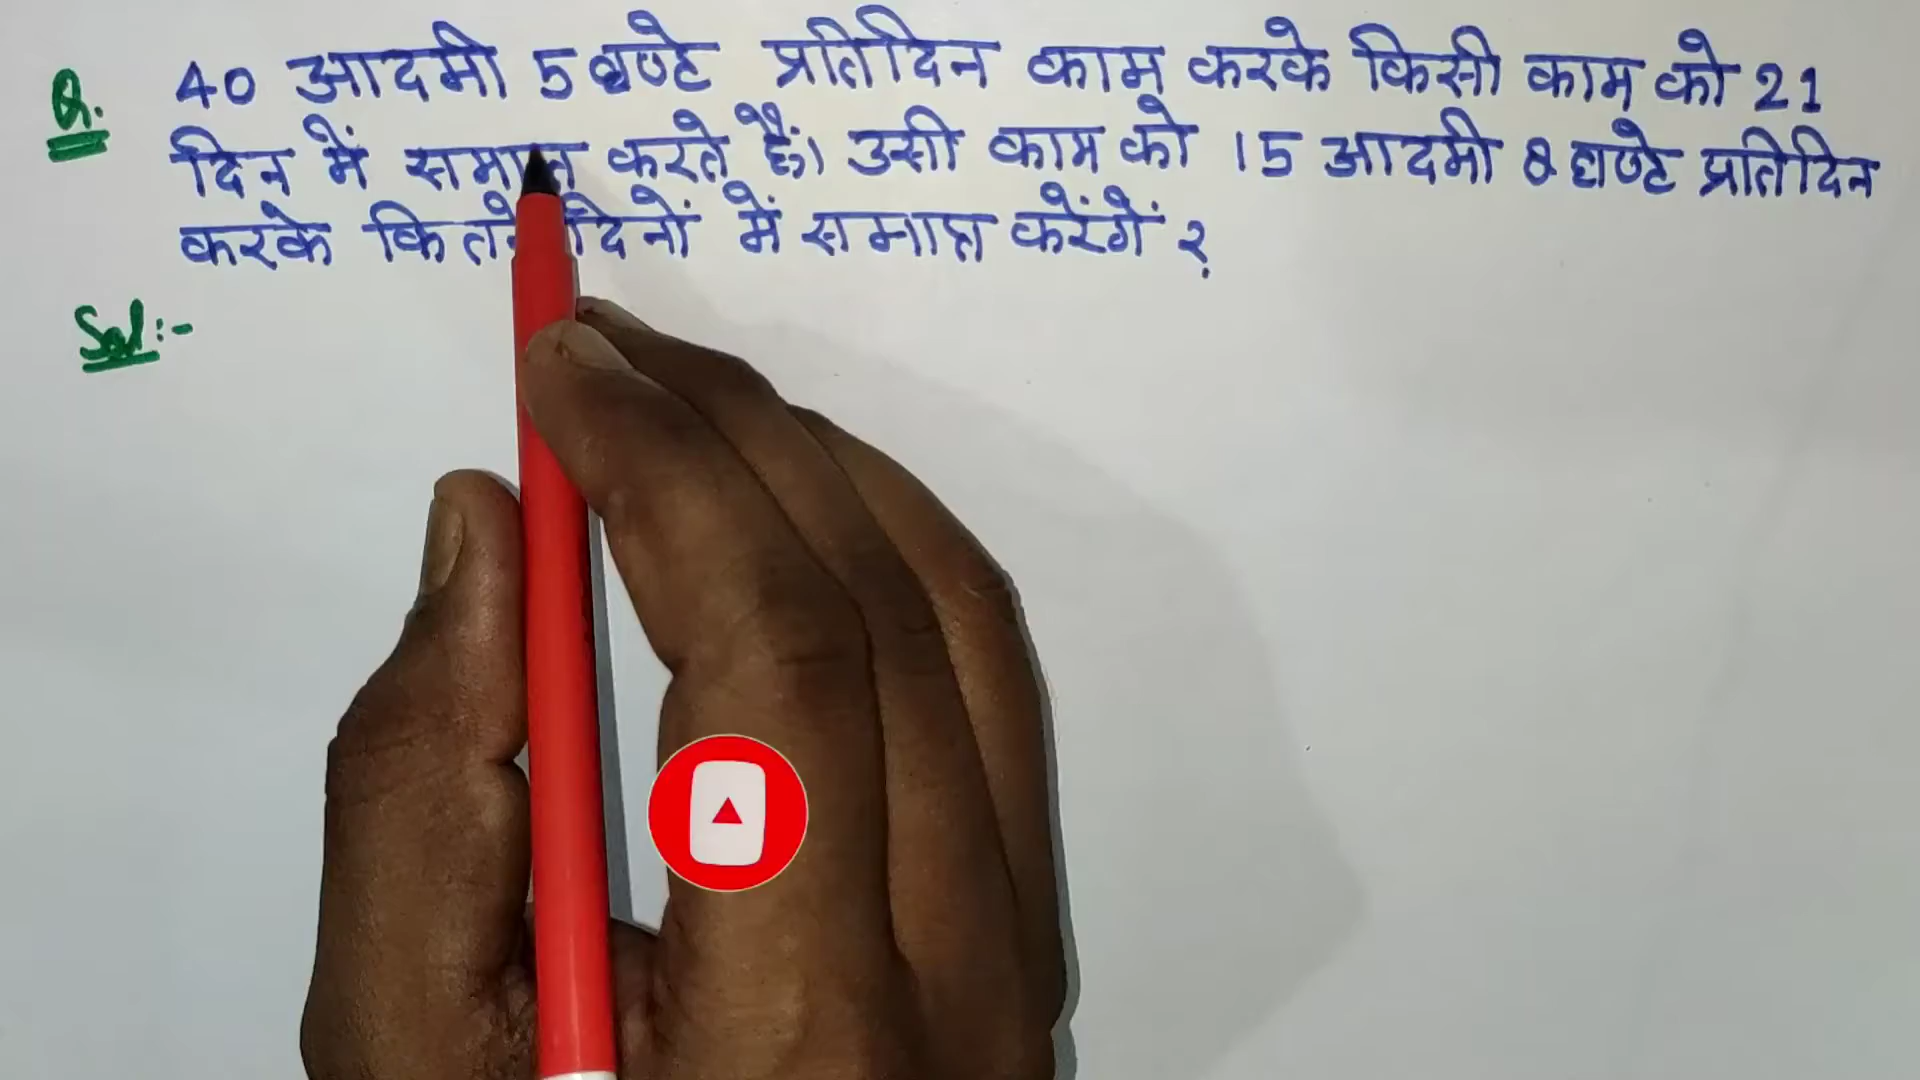 Q. 40 आदमी 5 घण्टे प्रतिदिन काम करके किसी काम को 21
दिन में समाप्त करते हैं। उसी काम को 15 आदमी 8 घण्टे प्रतिदिन
करके कितने दिनों में समाप्त करेंगें ?
Sol:-